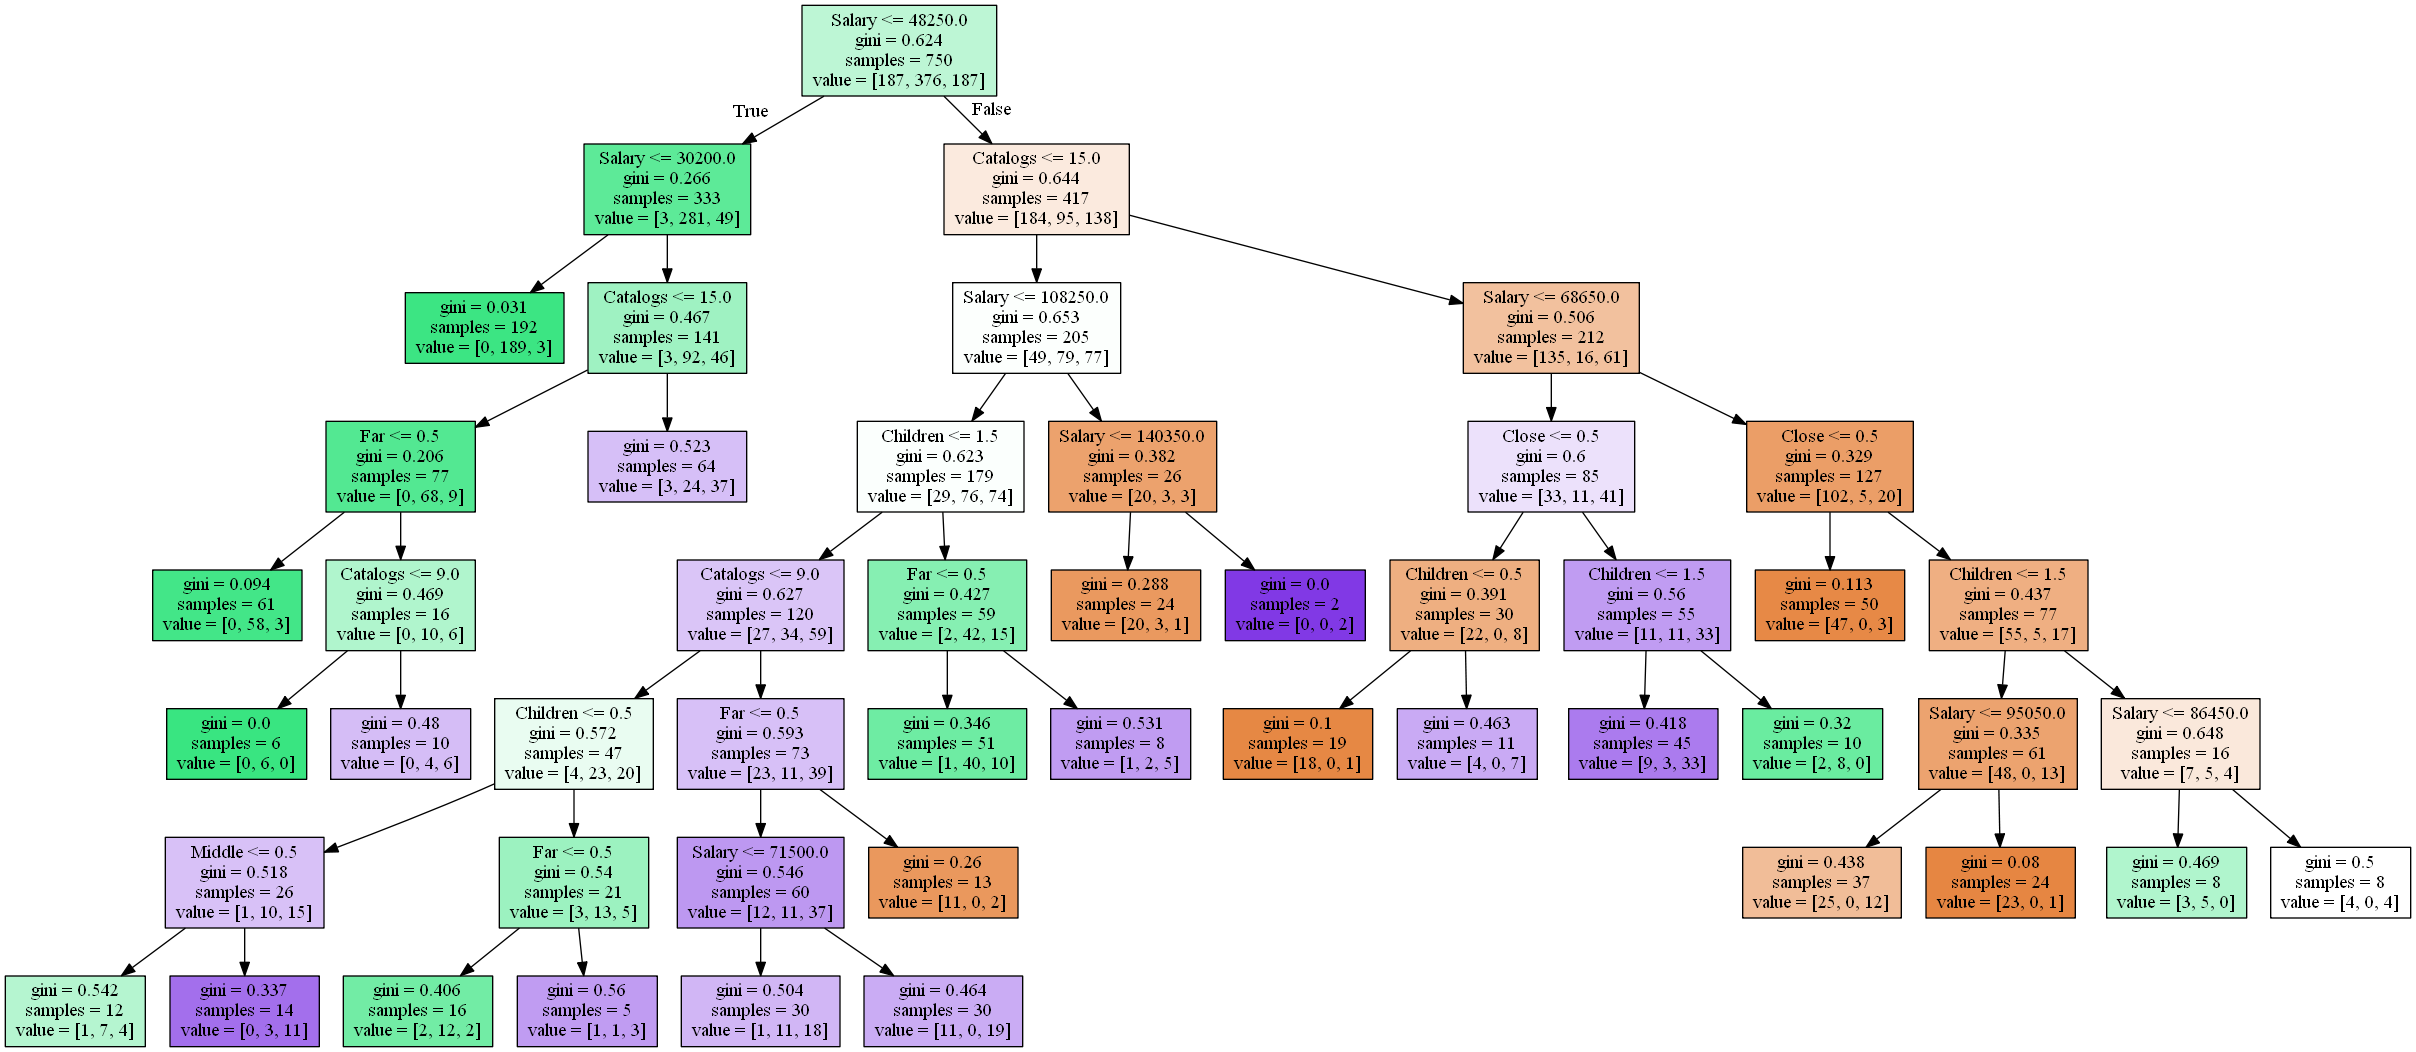 Salary <= 48250.0
gini = 0.624
samples = 750
value = [187, 376, 187]
True
False
Salary <= 30200.0
gini = 0.266
samples = 333
value = [3, 281, 49]
Catalogs <= 15.0
gini = 0.644
samples = 417
value = [184, 95, 138]
gini = 0.031
samples = 192
value = [0, 189, 3]
Catalogs <= 15.0
gini = 0.467
samples = 141
value = [3, 92, 46]
Salary <= 108250.0
gini = 0.653
samples = 205
value = [49, 79, 77]
Salary <= 68650.0
gini = 0.506
samples = 212
value = [135, 16, 61]
Far <= 0.5
gini = 0.206
samples = 77
value = [0, 68, 9]
gini = 0.523
samples = 64
value = [3, 24, 37]
Children <= 1.5
gini = 0.623
samples = 179
value = [29, 76, 74]
Salary <= 140350.0
gini = 0.382
samples = 26
value = [20, 3, 3]
Close <= 0.5
gini = 0.6
samples = 85
value = [33, 11, 41]
Close <= 0.5
gini = 0.329
samples = 127
value = [102, 5, 20]
gini = 0.094
samples = 61
value = [0, 58, 3]
Catalogs <= 9.0
gini = 0.469
samples = 16
value = [0, 10, 6]
Catalogs <= 9.0
gini = 0.627
samples = 120
value = [27, 34, 59]
Far <= 0.5
gini = 0.427
samples = 59
value = [2, 42, 15]
gini = 0.288
samples = 24
value = [20, 3, 1]
gini = 0.0
samples = 2
value = [0, 0, 2]
Children <= 0.5
gini = 0.391
samples = 30
value = [22, 0, 8]
Children <= 1.5
gini = 0.56
samples = 55
value = [11, 11, 33]
gini = 0.113
samples = 50
value = [47, 0, 3]
Children <= 1.5
gini = 0.437
samples = 77
value = [55, 5, 17]
gini = 0.0
samples = 6
value = [0, 6, 0]
gini = 0.48
samples = 10
value = [0, 4, 6]
Children <= 0.5
gini = 0.572
samples = 47
value = [4, 23, 20]
Far <= 0.5
gini = 0.593
samples = 73
value = [23, 11, 39]
gini = 0.346
samples = 51
value = [1, 40, 10]
gini = 0.531
samples = 8
value = [1, 2, 5]
gini = 0.1
samples = 19
value = [18, 0, 1]
gini = 0.463
samples = 11
value = [4, 0, 7]
gini = 0.418
samples = 45
value = [9, 3, 33]
gini = 0.32
samples = 10
value = [2, 8, 0]
Salary <= 95050.0
gini = 0.335
samples = 61
value = [48, 0, 13]
Salary <= 86450.0
gini = 0.648
samples = 16
value = [7, 5, 4]
Middle <= 0.5
gini = 0.518
samples = 26
value = [1, 10, 15]
Far <= 0.5
gini = 0.54
samples = 21
value = [3, 13, 5]
Salary <= 71500.0
gini = 0.546
samples = 60
value = [12, 11, 37]
gini = 0.26
samples = 13
value = [11, 0, 2]
gini = 0.438
samples = 37
value = [25, 0, 12]
gini = 0.08
samples = 24
value = [23, 0, 1]
gini = 0.469
samples = 8
value = [3, 5, 0]
gini = 0.5
samples = 8
value = [4, 0, 4]
gini = 0.542
samples = 12
value = [1, 7, 4]
gini = 0.337
samples = 14
value = [0, 3, 11]
gini = 0.406
samples = 16
value = [2, 12, 2]
gini = 0.56
samples = 5
value = [1, 1, 3]
gini = 0.504
samples = 30
value = [1, 11, 18]
gini = 0.464
samples = 30
value = [11, 0, 19]